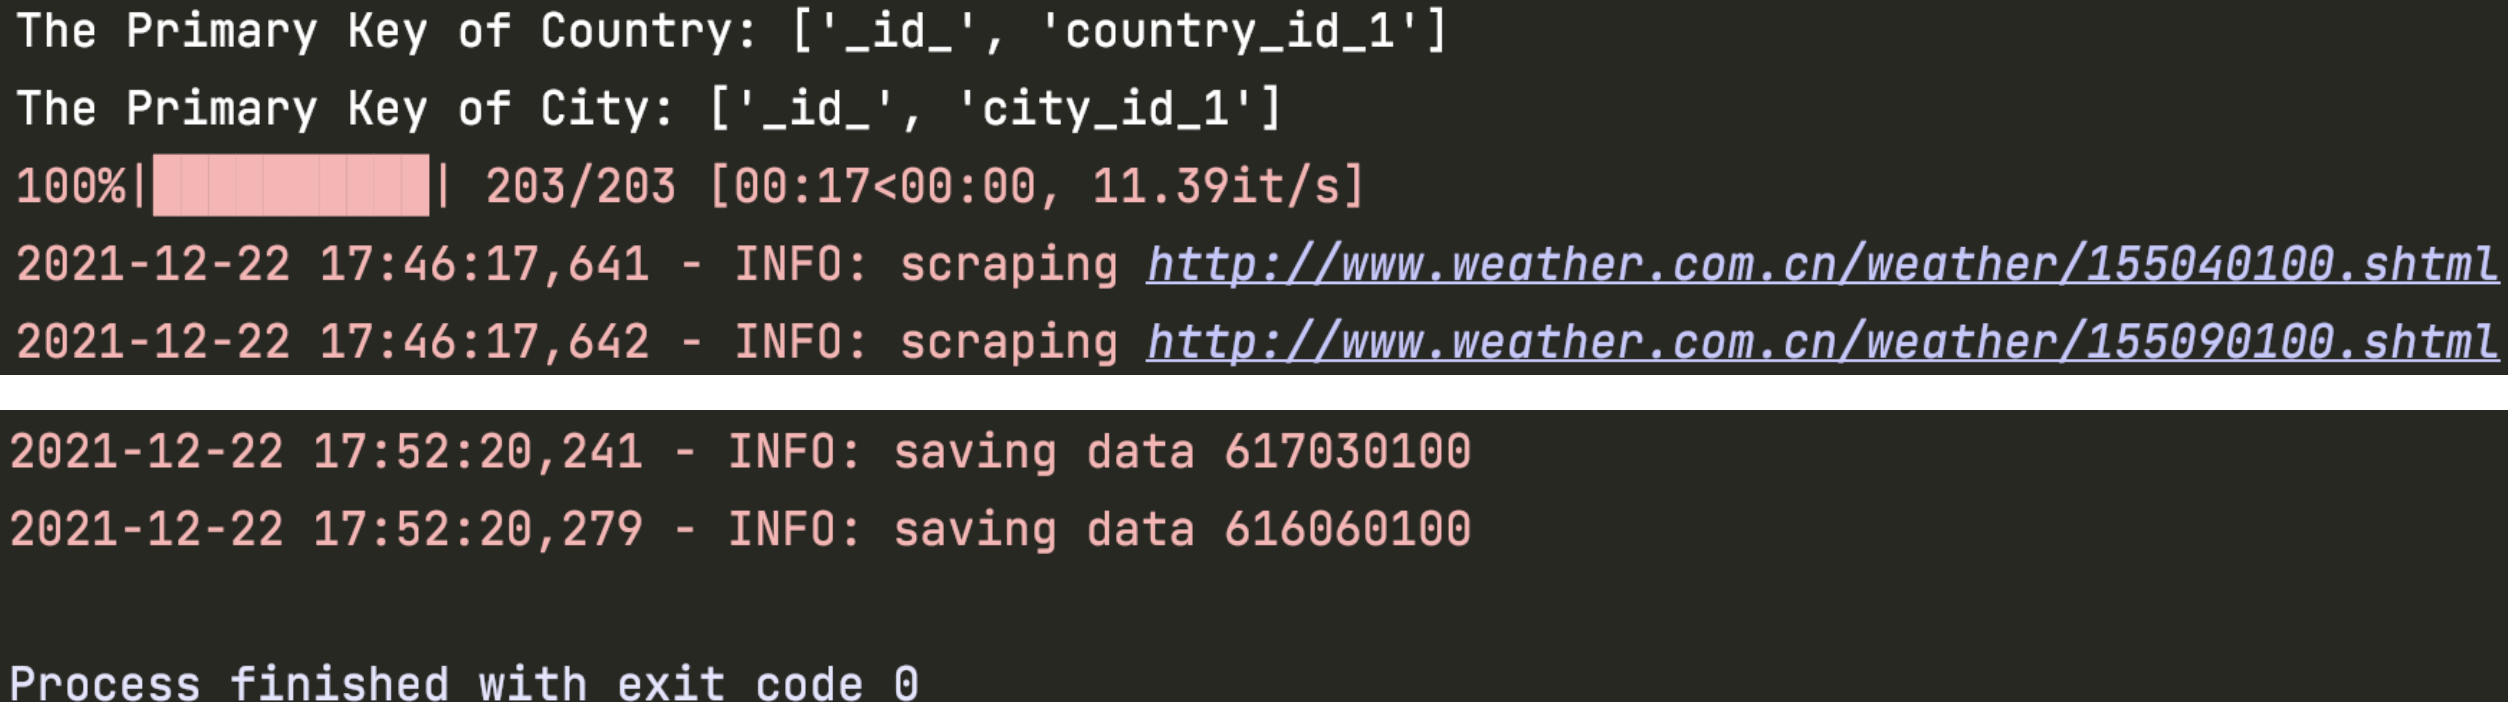 The Primary Key of Country: ['_id_', 'country_id_1']
The Primary Key of City: ['_id_', 'city_id_1']
100%|██████████| 203/203 [00:17<00:00, 11.39it/s]
2021-12-22 17:46:17,641 - INFO: scraping http://www.weather.com.cn/weather/155040100.shtml
2021-12-22 17:46:17,642 - INFO: scraping http://www.weather.com.cn/weather/155090100.shtml
2021-12-22 17:52:20,241 - INFO: saving data 617030100
2021-12-22 17:52:20,279 - INFO: saving data 616060100
Process finished with exit code 0